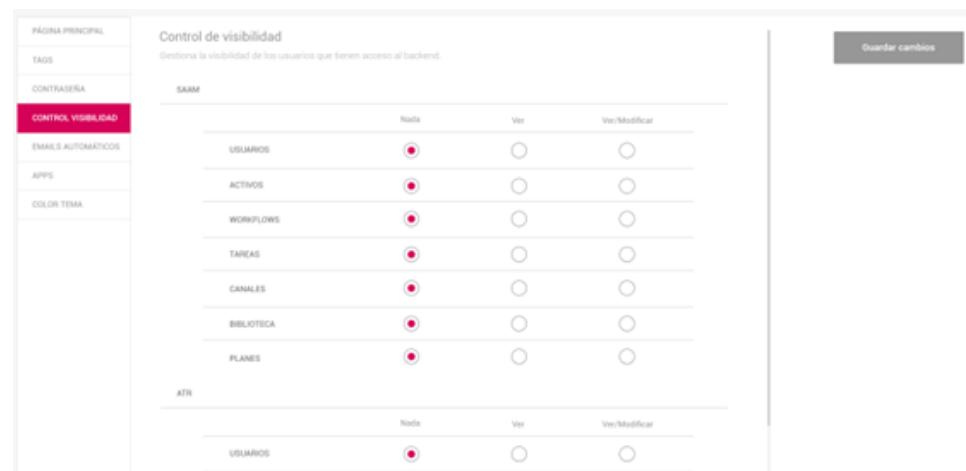 PÁGINA PRINCIPAL
TAGS
CONTRASEÑA
CONTROL VISIBILIDAD
EMAILS AUTOMÁTICOS
APPS
COLOR TEMA
Control de visibilidad
Gestiona la visibilidad de los usuarios que tienen acceso al backend.
Guardar cambios
SAAM
Nada Ver Ver/Modificar
USUARIOS
ACTIVOS
WORKFLOWS
TAREAS
CANALES
BIBLIOTECA
PLANES
ATR
Nada Ver Ver/Modificar
USUARIOS